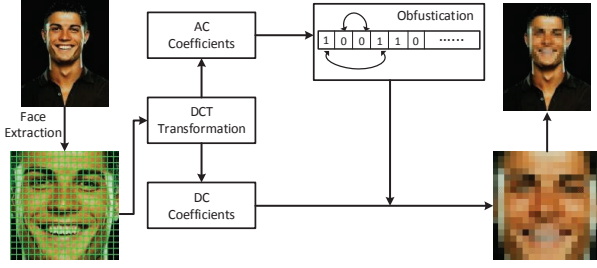 AC
Coefficients
Obfustication
1 0 0 1 1 0 ······
Face
Extraction
DCT
Transformation
DC
Coefficients